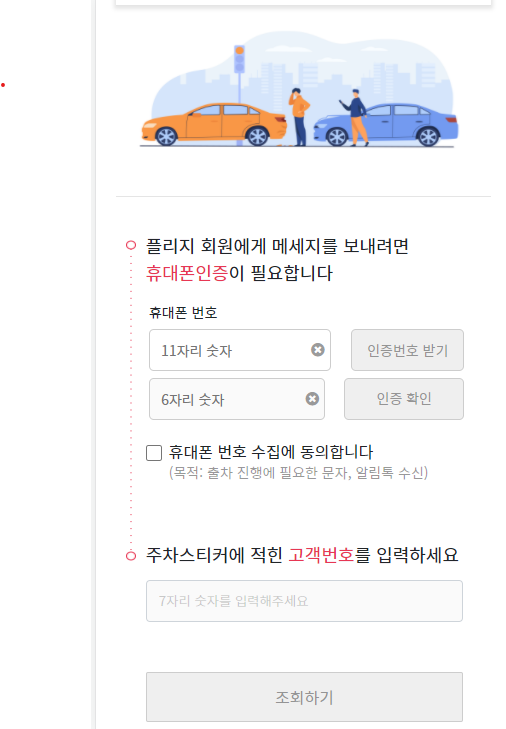 플리지 회원에게 메세지를 보내려면
휴대폰인증이 필요합니다
휴대폰 번호
11자리 숫자
인증번호 받기
6자리 숫자
인증 확인
휴대폰 번호 수집에 동의합니다
(목적: 출차 진행에 필요한 문자, 알림톡 수신)
주차스티커에 적힌 고객번호를 입력하세요
7자리 숫자를 입력해주세요
조회하기